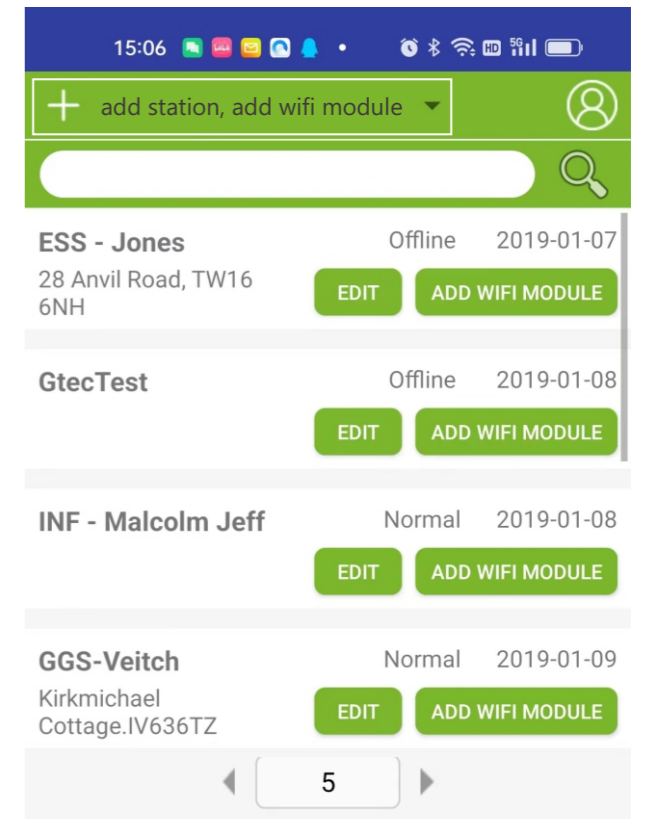 15:06 HD 5G
add station, add wifi module
ESS - Jones Offline 2019-01-07
28 Anvil Road, TW16
6NH
EDIT ADD WIFI MODULE
GtecTest Offline 2019-01-08
EDIT ADD WIFI MODULE
INF - Malcolm Jeff Normal 2019-01-08
EDIT ADD WIFI MODULE
GGS-Veitch Normal 2019-01-09
Kirkmichael
Cottage.IV636TZ
EDIT ADD WIFI MODULE
5